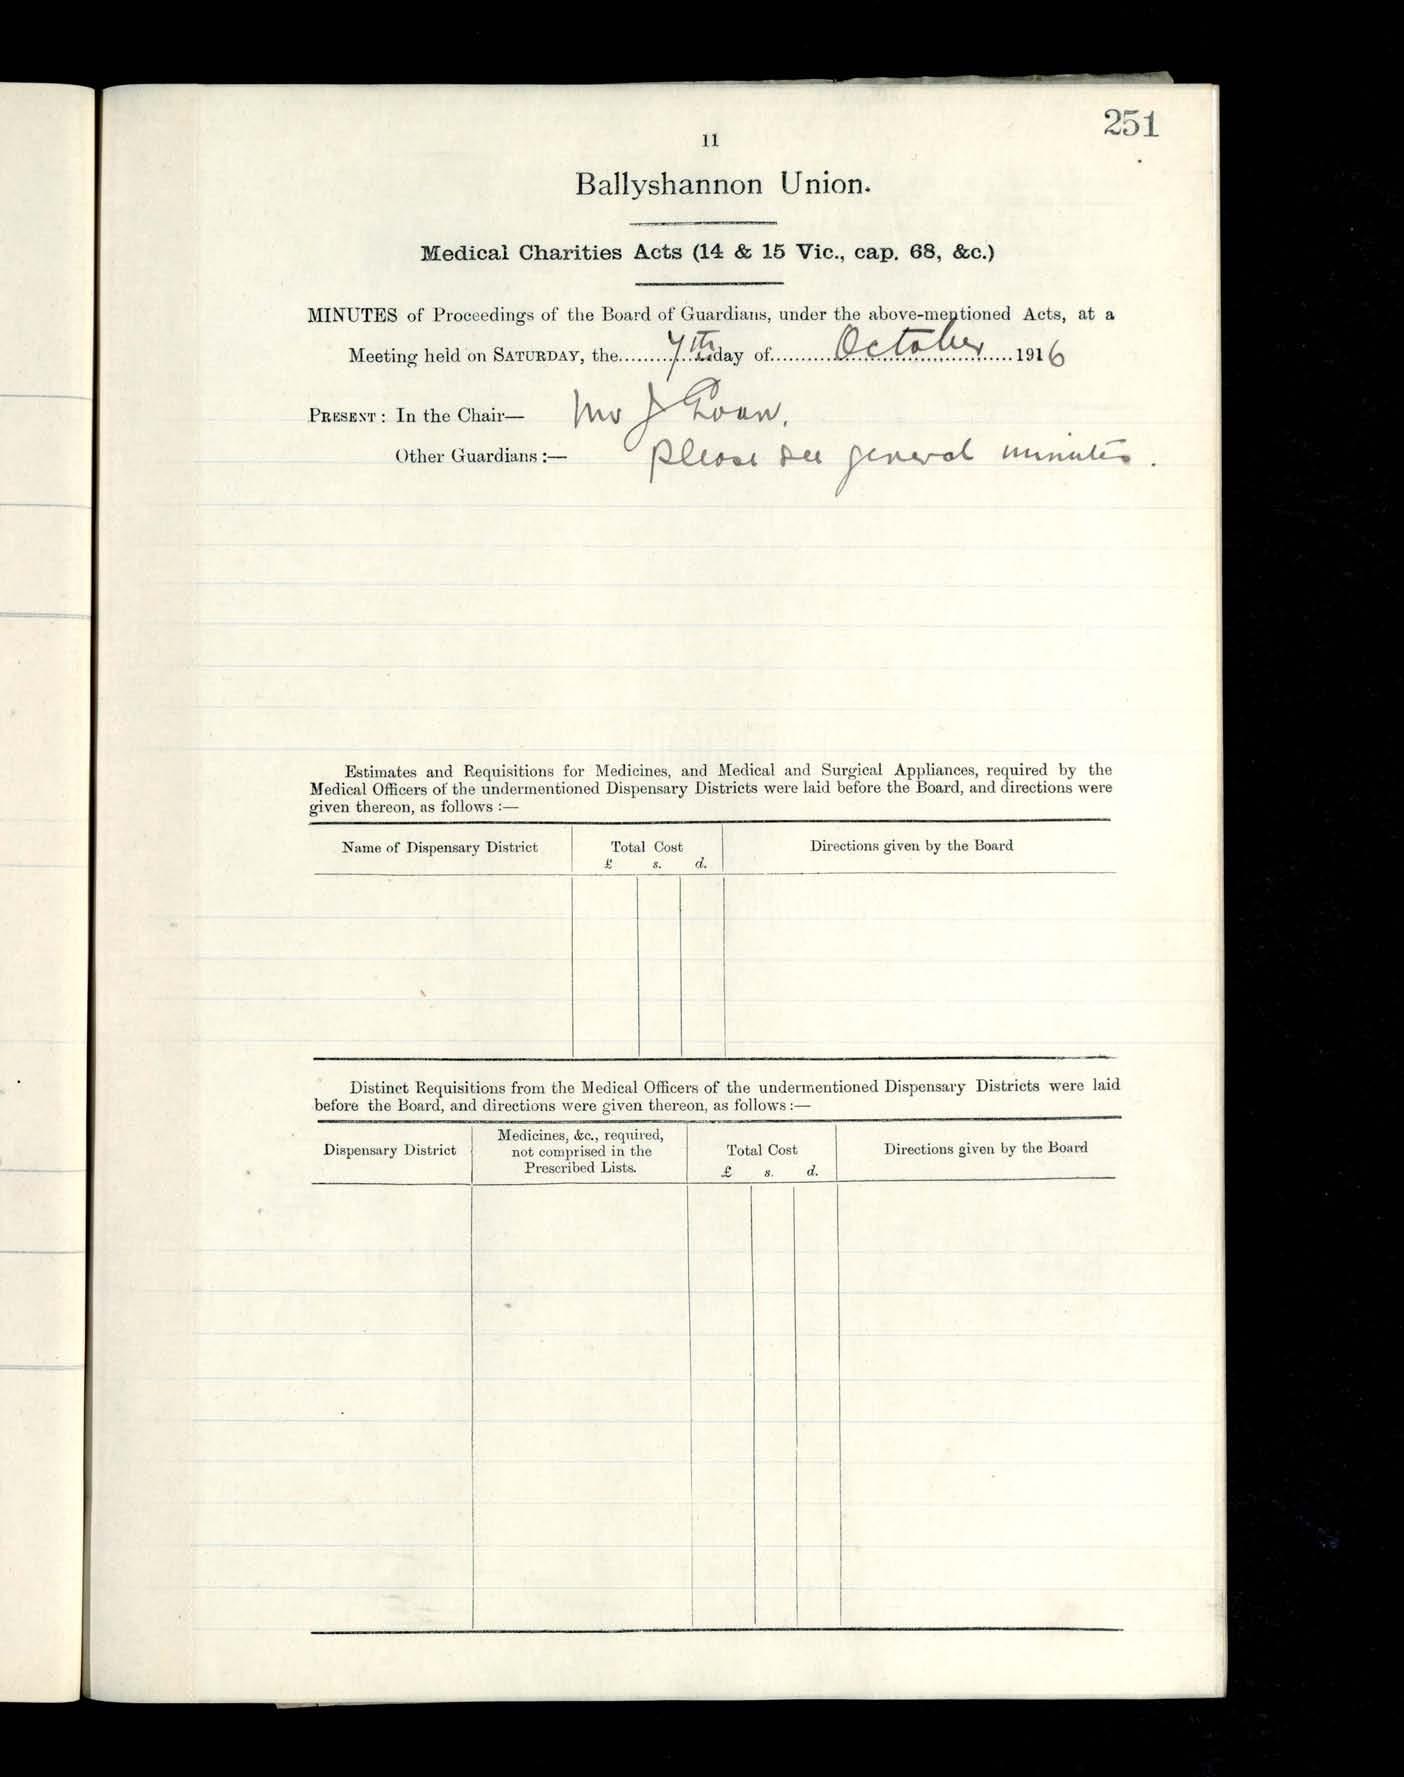 251
11
Ballyshannon Union.
Medical Charities Acts (14 & 15 Vic., cap. 68, &c.)
MINUTES of Proceedings of the Board of Guardians, under the above-mentioned Acts, at a
Meeting held on SATURDAY, the 7th day of October 1916
PRESENT: In the Chair— Mr J
Other Guardians:— please see general minutes.
Estimates and Requisitions for Medicines, and Medical and Surgical Appliances, required by the
Medical Officers of the undermentioned Dispensary Districts were laid before the Board, and directions were
given thereon, as follows :—
Name of Dispensary District Total Cost Directions given by the Board
£ s. d.
Distinct Requisitions from the Medical Officers of the undermentioned Dispensary Districts were laid
before the Board, and directions were given thereon, as follows:—
Dispensary District Medicines, &c., required, not comprised in the Prescribed Lists. Total Cost Directions given by the Board
£ s. d.